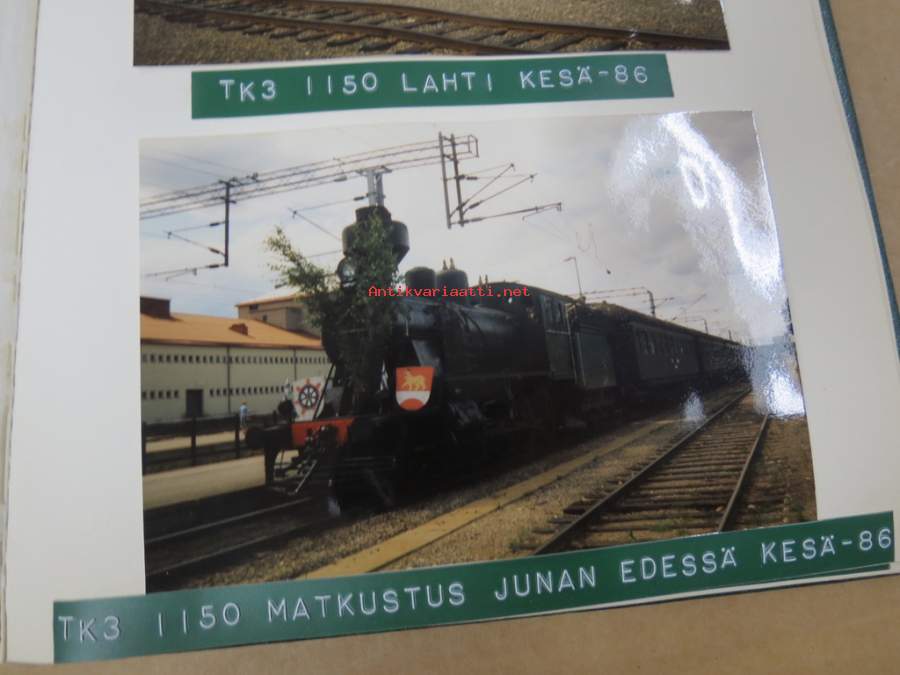 TK3 1150 LAHTI KESÄ-86
Antikvariaatti.net
TK3 1150 MATKUSTUS JUNAN EDESSÄ KESÄ-86